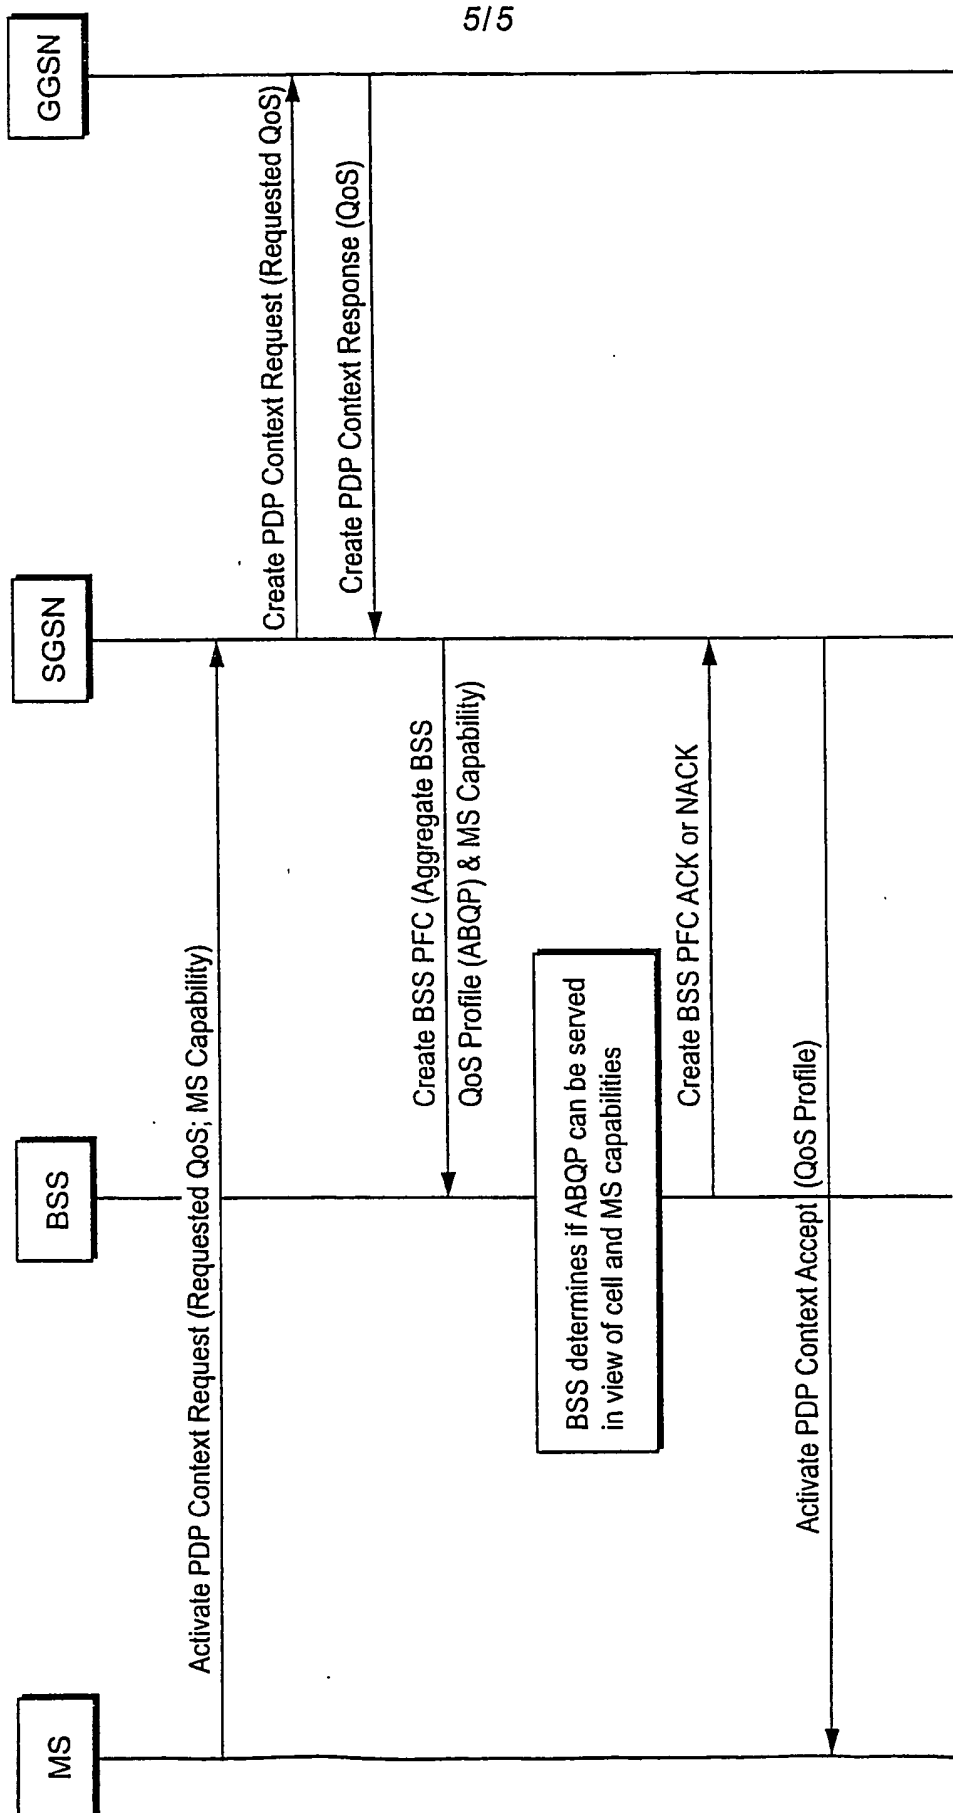 5/5
MS
BSS
SGSN
GGSN
Activate PDP Context Request (Requested QoS; MS Capability)
Create PDP Context Request (Requested QoS)
Create PDP Context Response (QoS)
Create BSS PFC (Aggregate BSS
QoS Profile (ABQP) & MS Capability)
BSS determines if ABQP can be served
in view of cell and MS capabilities
Create BSS PFC ACK or NACK
Activate PDP Context Accept (QoS Profile)